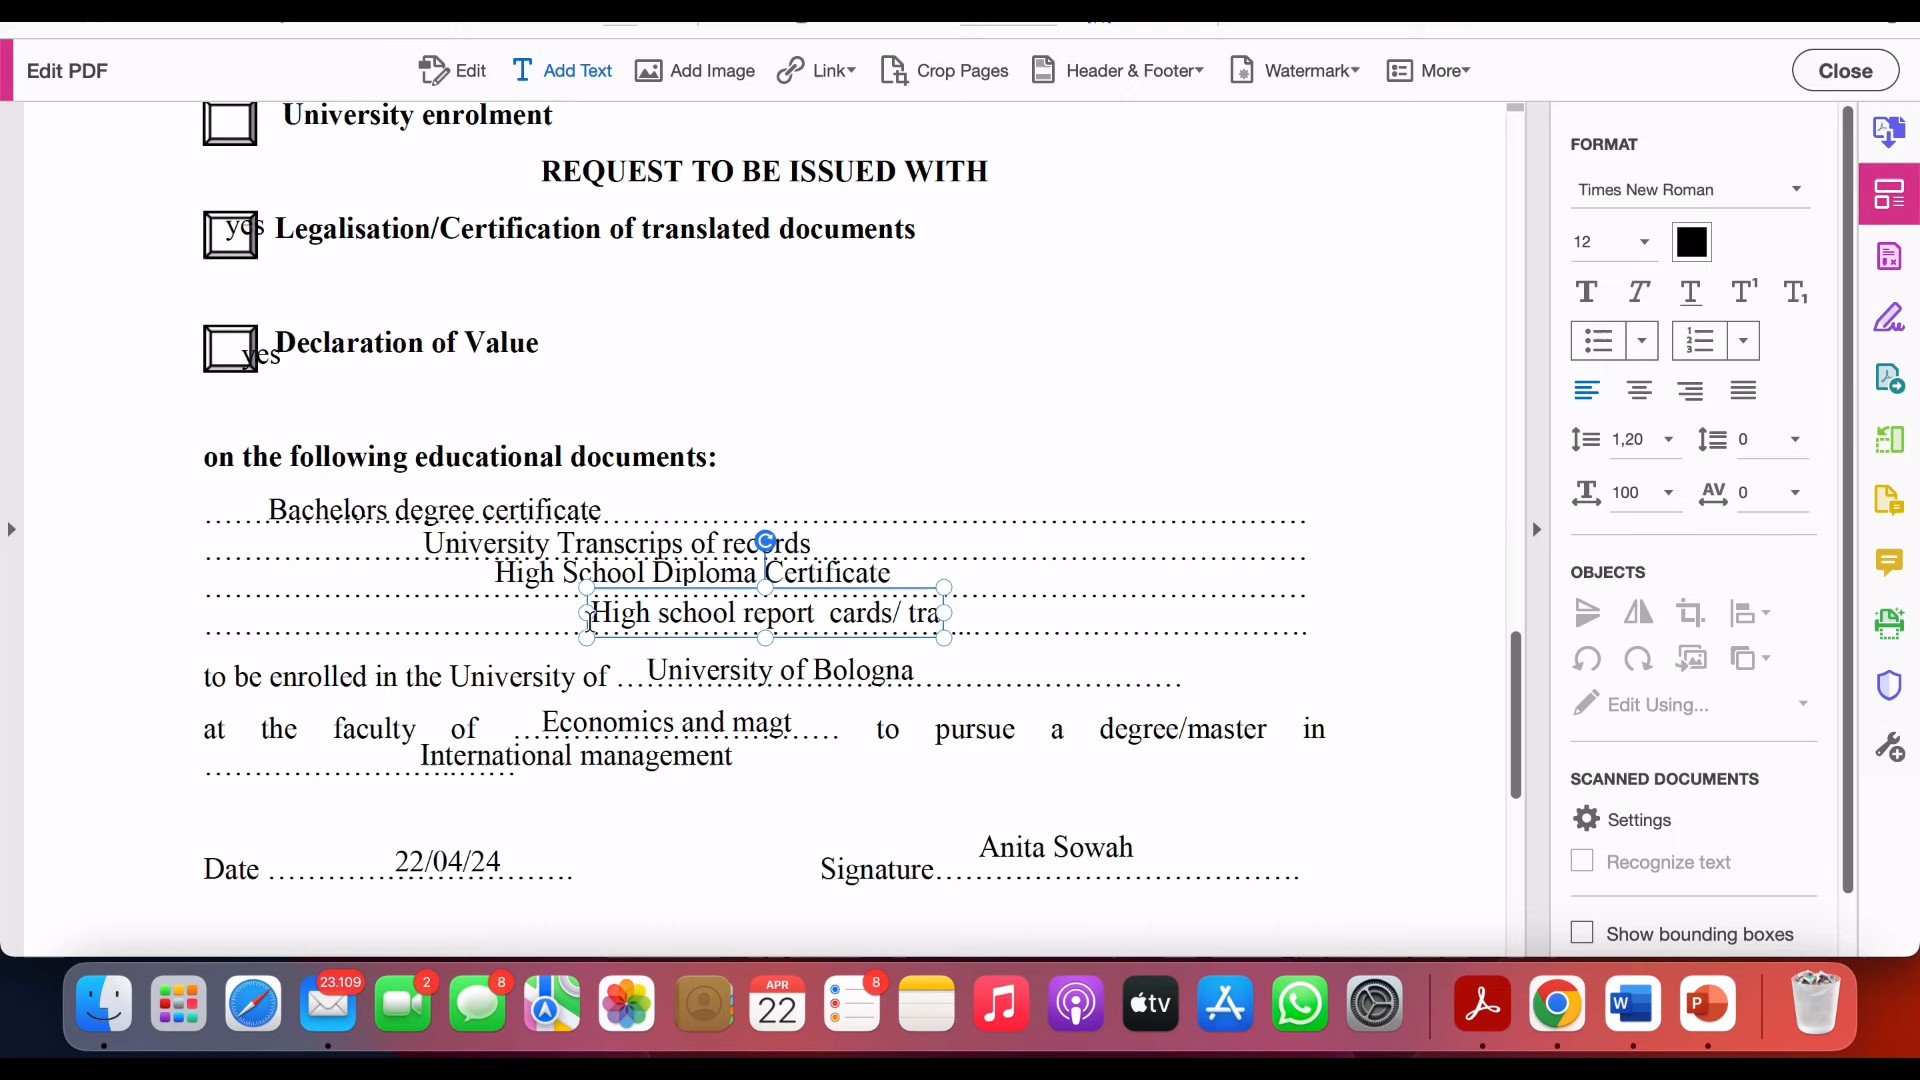 Edit PDF Edit Add Text Add Image Link Crop Pages Header & Footer Watermark More Close
University enrolment
REQUEST TO BE ISSUED WITH
yes Legalisation/Certification of translated documents
yes Declaration of Value
on the following educational documents:
Bachelors degree certificate
University Transcrips of records
High School Diploma Certificate
High school report cards/ tra
to be enrolled in the University of University of Bologna
at the faculty of Economics and magt to pursue a degree/master in
International management
Date 22/04/24 Signature Anita Sowah
FORMAT
Times New Roman
12
T T T T1 T1
1,20 0
T 100 AV 0
OBJECTS
Edit Using...
SCANNED DOCUMENTS
Settings
Recognize text
Show bounding boxes
23.109 2 8 APR 22 8 tv W P